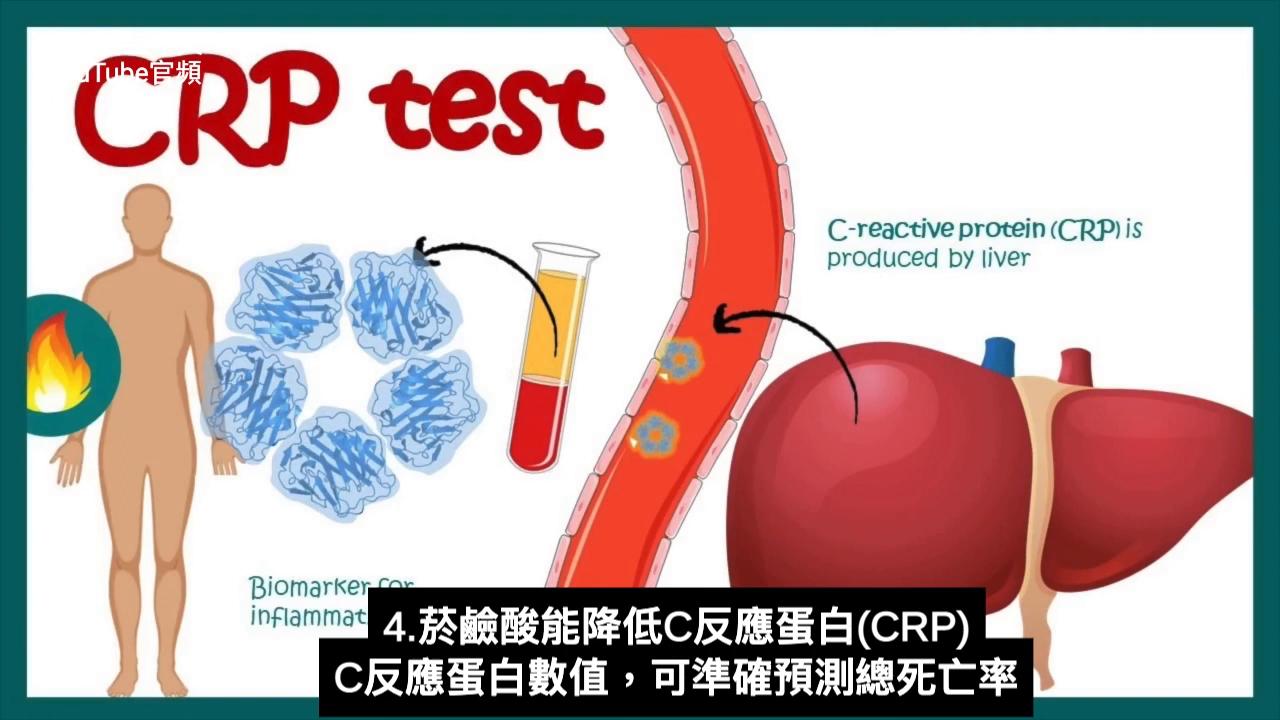 CRP test
Tube官頻
C-reactive protein (CRP) is
produced by liver
Biomarker for
4.菸鹼酸能降低C反應蛋白(CRP)
C反應蛋白數值，可準確預測總死亡率